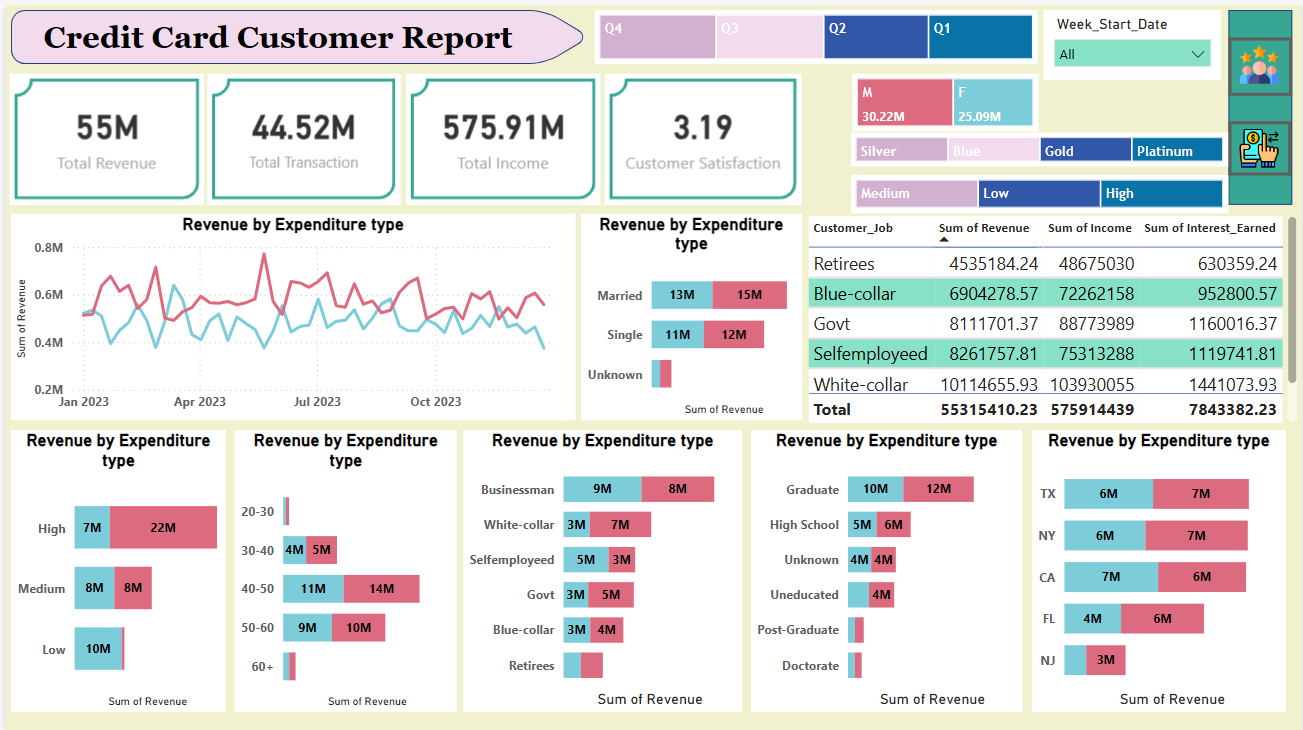 Credit Card Customer Report
Q4
Q3
Q2
Q1
Week_Start_Date
All
55M
Total Revenue
44.52M
Total Transaction
575.91M
Total Income
3.19
Customer Satisfaction
M
30.22M
F
25.09M
Silver
Blue
Gold
Platinum
Medium
Low
High
Revenue by Expenditure type
Sum of Revenue
0.8M
0.6M
0.4M
0.2M
Jan 2023
Apr 2023
Jul 2023
Oct 2023
Revenue by Expenditure
type
Married 13M 15M
Single 11M 12M
Unknown
Sum of Revenue
Customer_Job Sum of Revenue Sum of Income Sum of Interest_Earned
Retirees 4535184.24 48675030 630359.24
Blue-collar 6904278.57 72262158 952800.57
Govt 8111701.37 88773989 1160016.37
Selfemployeed 8261757.81 75313288 1119741.81
White-collar 10114655.93 103930055 1441073.93
Total 55315410.23 575914439 7843382.23
Revenue by Expenditure
type
High 7M 22M
Medium 8M 8M
Low 10M
Sum of Revenue
Revenue by Expenditure
type
20-30
30-40 4M 5M
40-50 11M 14M
50-60 9M 10M
60+
Sum of Revenue
Revenue by Expenditure type
Businessman 9M 8M
White-collar 3M 7M
Selfemployeed 5M 3M
Govt 3M 5M
Blue-collar 3M 4M
Retirees
Sum of Revenue
Revenue by Expenditure type
Graduate 10M 12M
High School 5M 6M
Unknown 4M 4M
Uneducated 4M
Post-Graduate
Doctorate
Sum of Revenue
Revenue by Expenditure type
TX 6M 7M
NY 6M 7M
CA 7M 6M
FL 4M 6M
NJ 3M
Sum of Revenue